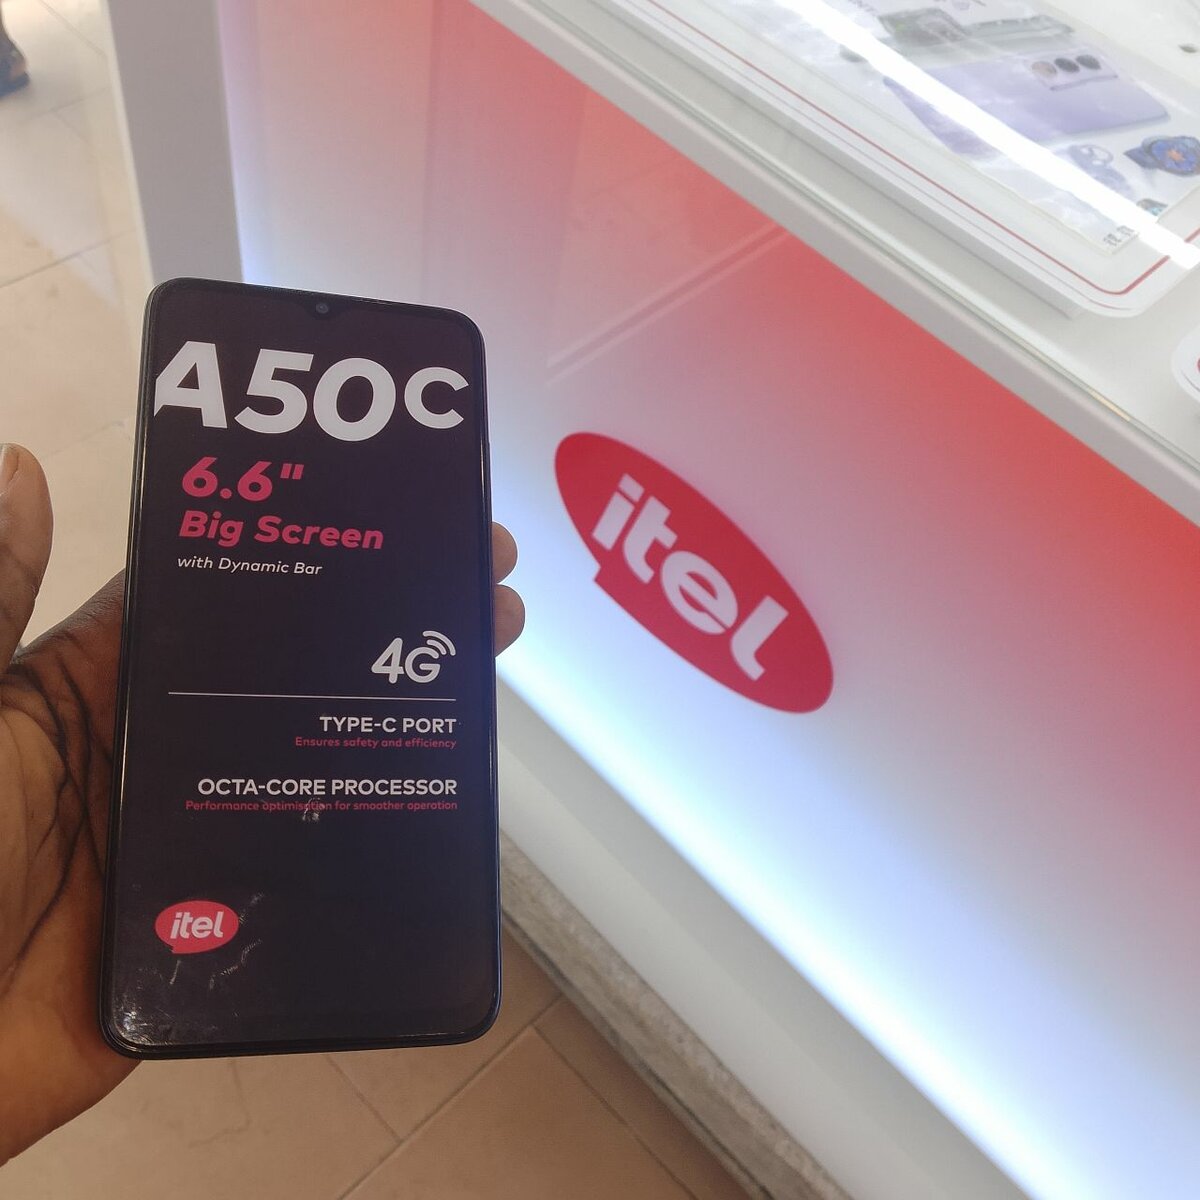 A50C
6.6"
Big Screen
with Dynamic Bar
4G
TYPE-C PORT
Ensures safety and efficiency
OCTA-CORE PROCESSOR
Performance optimisation for smoother operation
itel
itel